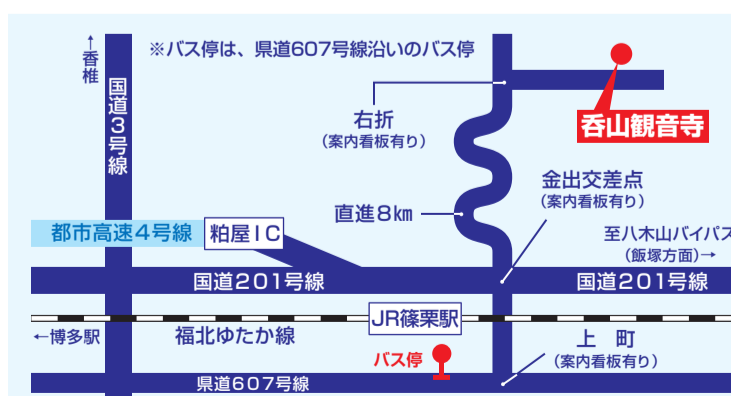 ←香椎
※バス停は、県道607号線沿いのバス停
国道3号線
右折
（案内看板有り）
呑山観音寺
金出交差点
（案内看板有り）
直進8㎞
都市高速4号線
粕屋IC
至八木山バイパス
（飯塚方面）→
国道201号線
国道201号線
JR篠栗駅
←博多駅
福北ゆたか線
上 町
（案内看板有り）
バス停
県道607号線